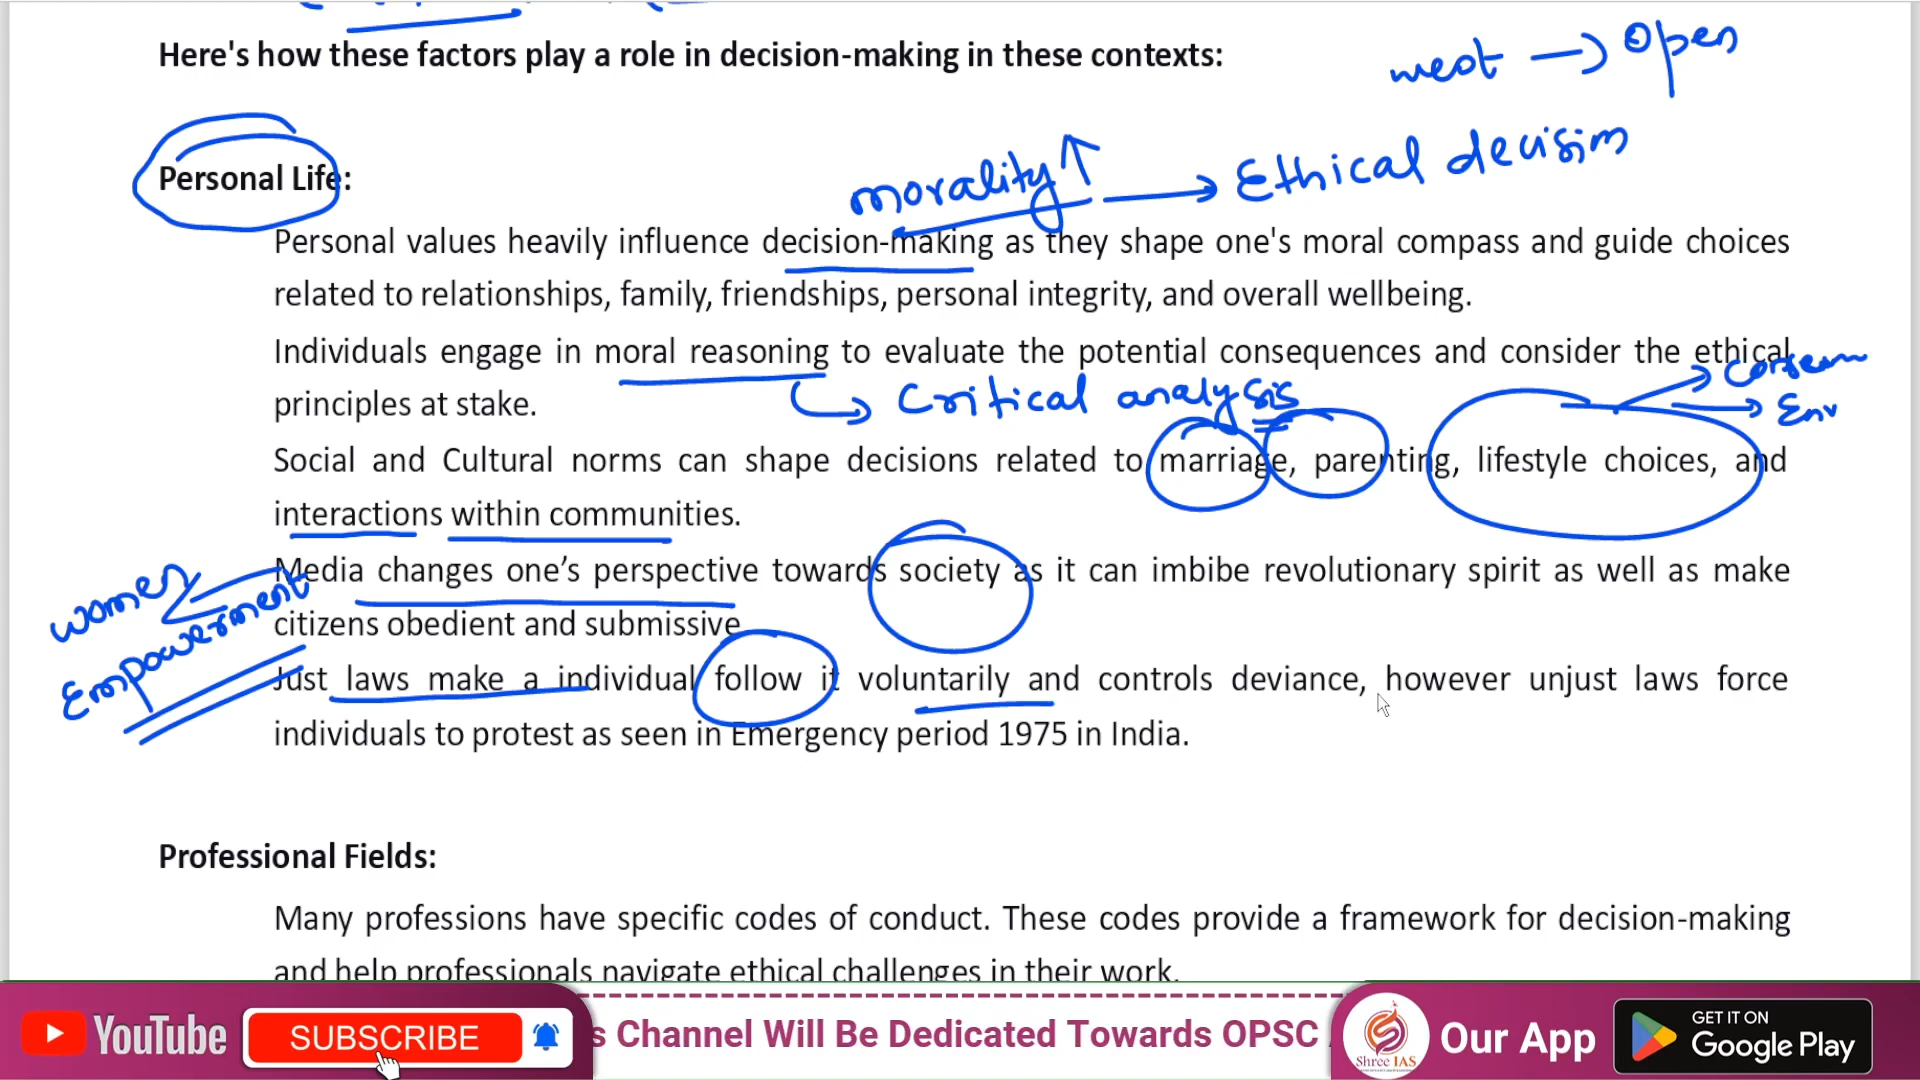 Here's how these factors play a role in decision-making in these contexts:
west → Open
Personal Life:
morality↑ → Ethical decision
Personal values heavily influence decision-making as they shape one's moral compass and guide choices
related to relationships, family, friendships, personal integrity, and overall wellbeing.
Individuals engage in moral reasoning to evaluate the potential consequences and consider the ethical
principles at stake.
→ Critical analysis
→ Env
Social and Cultural norms can shape decisions related to marriage, parenting, lifestyle choices, and
interactions within communities.
Media changes one’s perspective towards society as it can imbibe revolutionary spirit as well as make
citizens obedient and submissive
women
Empowerment
Just laws make a individual follow it voluntarily and controls deviance, however unjust laws force
individuals to protest as seen in Emergency period 1975 in India.
Professional Fields:
Many professions have specific codes of conduct. These codes provide a framework for decision-making
and help professionals navigate ethical challenges in their work.
YouTube
SUBSCRIBE
s Channel Will Be Dedicated Towards OPSC
Shree IAS
Our App
GET IT ON
Google Play